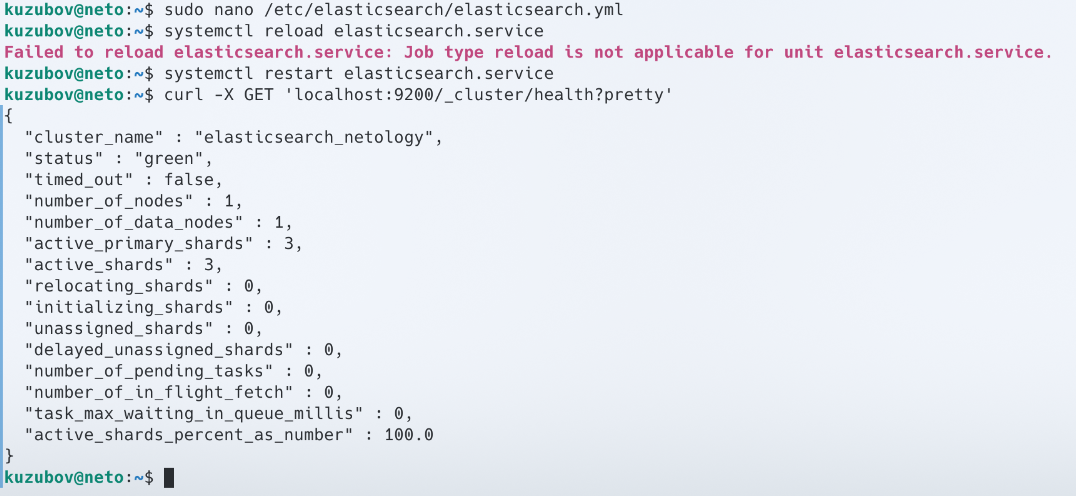 kuzubov@neto:~$ sudo nano /etc/elasticsearch/elasticsearch.yml
kuzubov@neto:~$ systemctl reload elasticsearch.service
Failed to reload elasticsearch.service: Job type reload is not applicable for unit elasticsearch.service.
kuzubov@neto:~$ systemctl restart elasticsearch.service
kuzubov@neto:~$ curl -X GET 'localhost:9200/_cluster/health?pretty'
{
  "cluster_name" : "elasticsearch_netology",
  "status" : "green",
  "timed_out" : false,
  "number_of_nodes" : 1,
  "number_of_data_nodes" : 1,
  "active_primary_shards" : 3,
  "active_shards" : 3,
  "relocating_shards" : 0,
  "initializing_shards" : 0,
  "unassigned_shards" : 0,
  "delayed_unassigned_shards" : 0,
  "number_of_pending_tasks" : 0,
  "number_of_in_flight_fetch" : 0,
  "task_max_waiting_in_queue_millis" : 0,
  "active_shards_percent_as_number" : 100.0
}
kuzubov@neto:~$